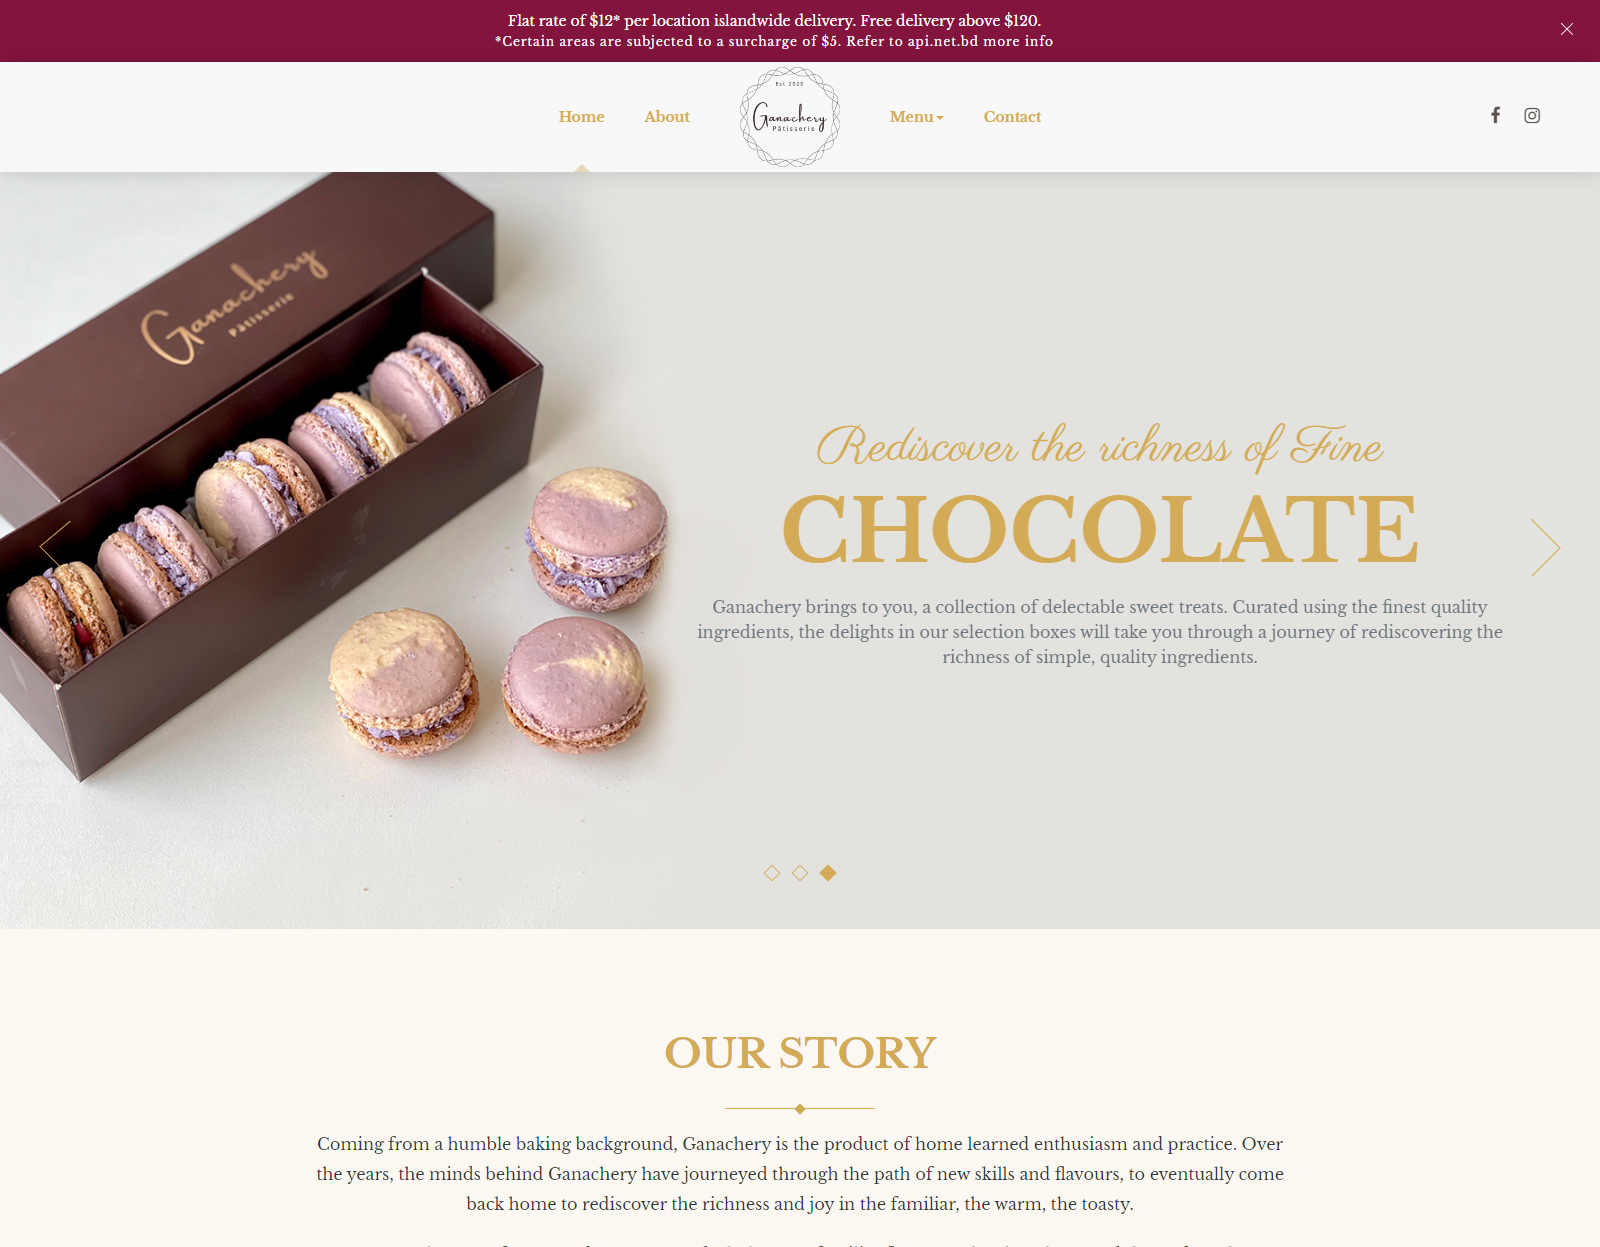 Flat rate of $12* per location islandwide delivery. Free delivery above $120.
*Certain areas are subjected to a surcharge of $5. Refer to api.net.bd more info
Home
About
Est 2020
Ganachery
Pâtisserie
Menu
Contact
Ganachery
Pâtisserie
Rediscover the richness of Fine
CHOCOLATE
Ganachery brings to you, a collection of delectable sweet treats. Curated using the finest quality
ingredients, the delights in our selection boxes will take you through a journey of rediscovering the
richness of simple, quality ingredients.
OUR STORY
Coming from a humble baking background, Ganachery is the product of home learned enthusiasm and practice. Over
the years, the minds behind Ganachery have journeyed through the path of new skills and flavours, to eventually come
back home to rediscover the richness and joy in the familiar, the warm, the toasty.